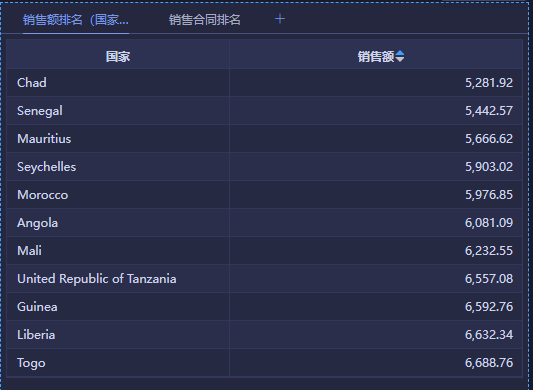 销售额排名（国家... 销售合同排名 +
国家 销售额
Chad 5,281.92
Senegal 5,442.57
Mauritius 5,666.62
Seychelles 5,903.02
Morocco 5,976.85
Angola 6,081.09
Mali 6,232.55
United Republic of Tanzania 6,557.08
Guinea 6,592.76
Liberia 6,632.34
Togo 6,688.76